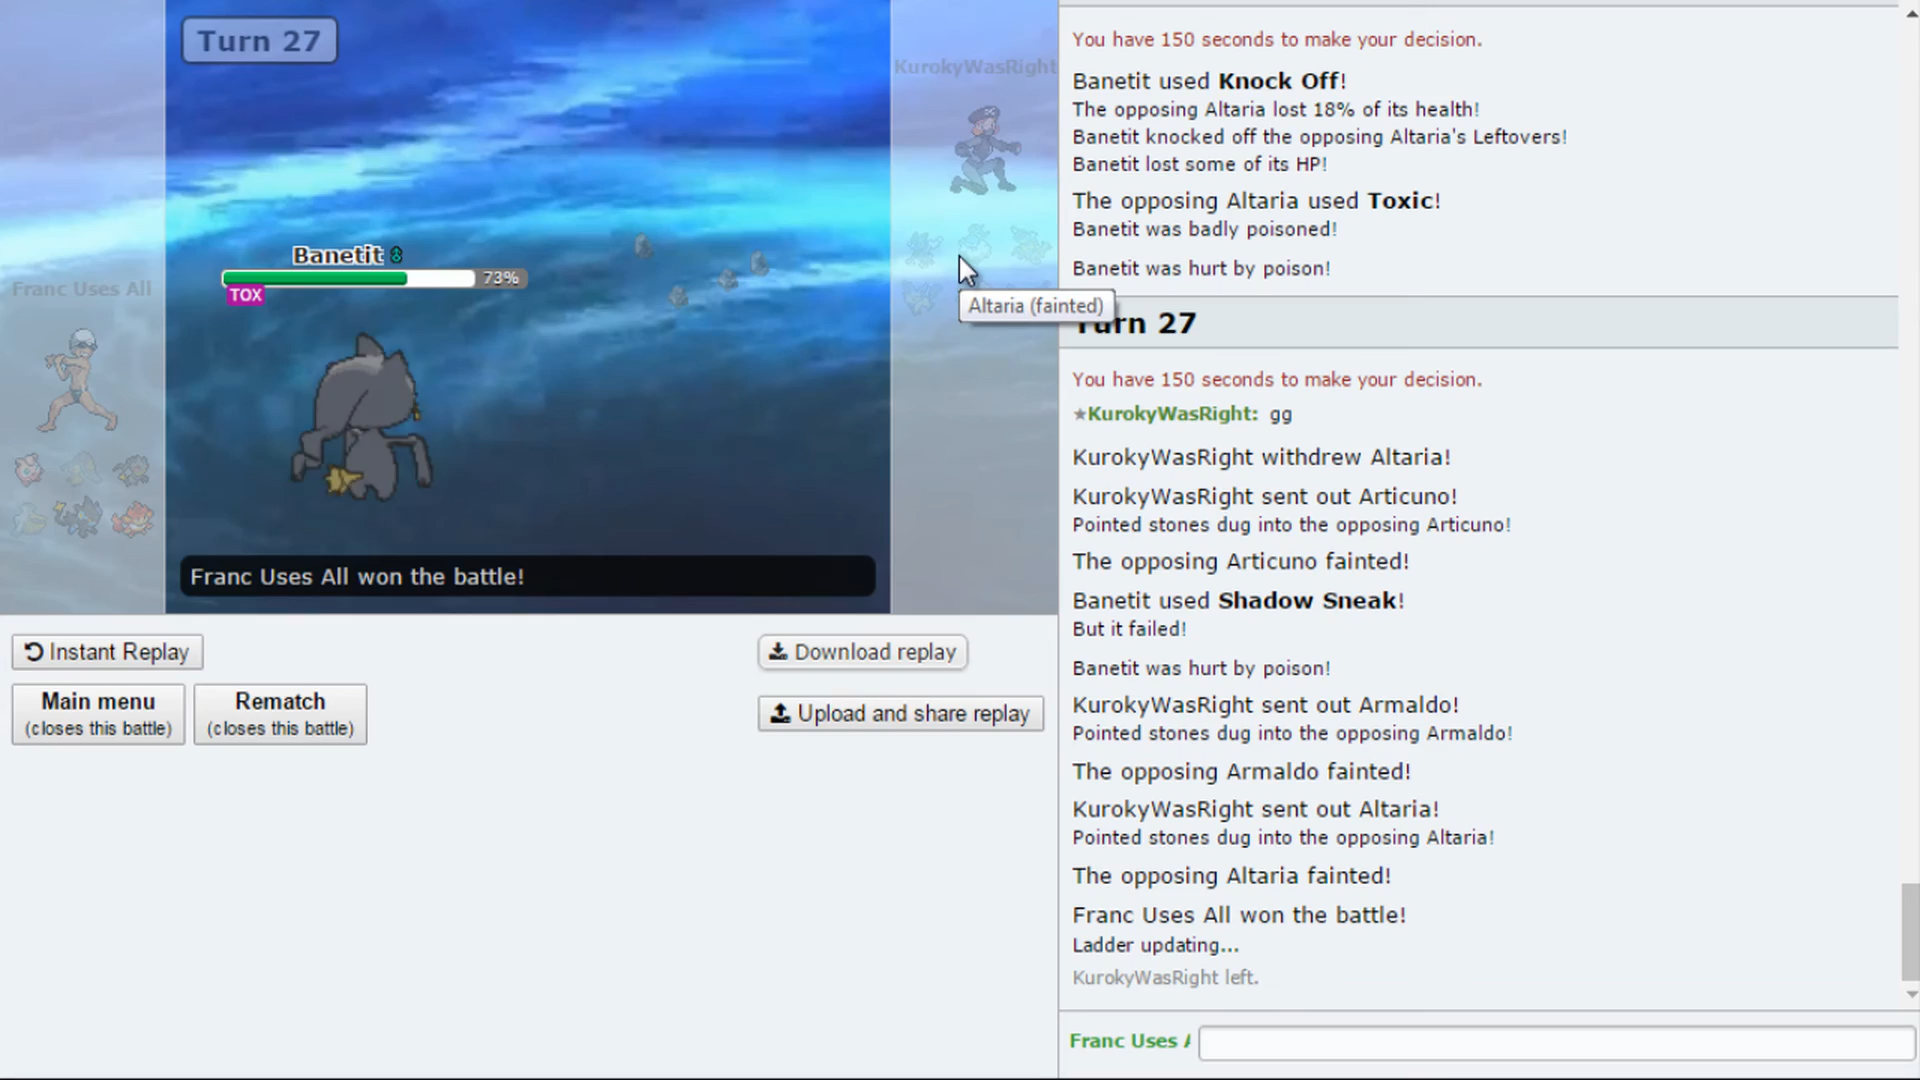 Turn 27
KurokyWasRight
Banetit
73%
TOX
Franc Uses All
Altaria (fainted)
Franc Uses All won the battle!
Instant Replay
Download replay
Main menu
(closes this battle)
Rematch
(closes this battle)
Upload and share replay
You have 150 seconds to make your decision.
Banetit used Knock Off!
The opposing Altaria lost 18% of its health!
Banetit knocked off the opposing Altaria's Leftovers!
Banetit lost some of its HP!
The opposing Altaria used Toxic!
Banetit was badly poisoned!
Banetit was hurt by poison!
Turn 27
You have 150 seconds to make your decision.
★KurokyWasRight: gg
KurokyWasRight withdrew Altaria!
KurokyWasRight sent out Articuno!
Pointed stones dug into the opposing Articuno!
The opposing Articuno fainted!
Banetit used Shadow Sneak!
But it failed!
Banetit was hurt by poison!
KurokyWasRight sent out Armaldo!
Pointed stones dug into the opposing Armaldo!
The opposing Armaldo fainted!
KurokyWasRight sent out Altaria!
Pointed stones dug into the opposing Altaria!
The opposing Altaria fainted!
Franc Uses All won the battle!
Ladder updating...
KurokyWasRight left.
Franc Uses